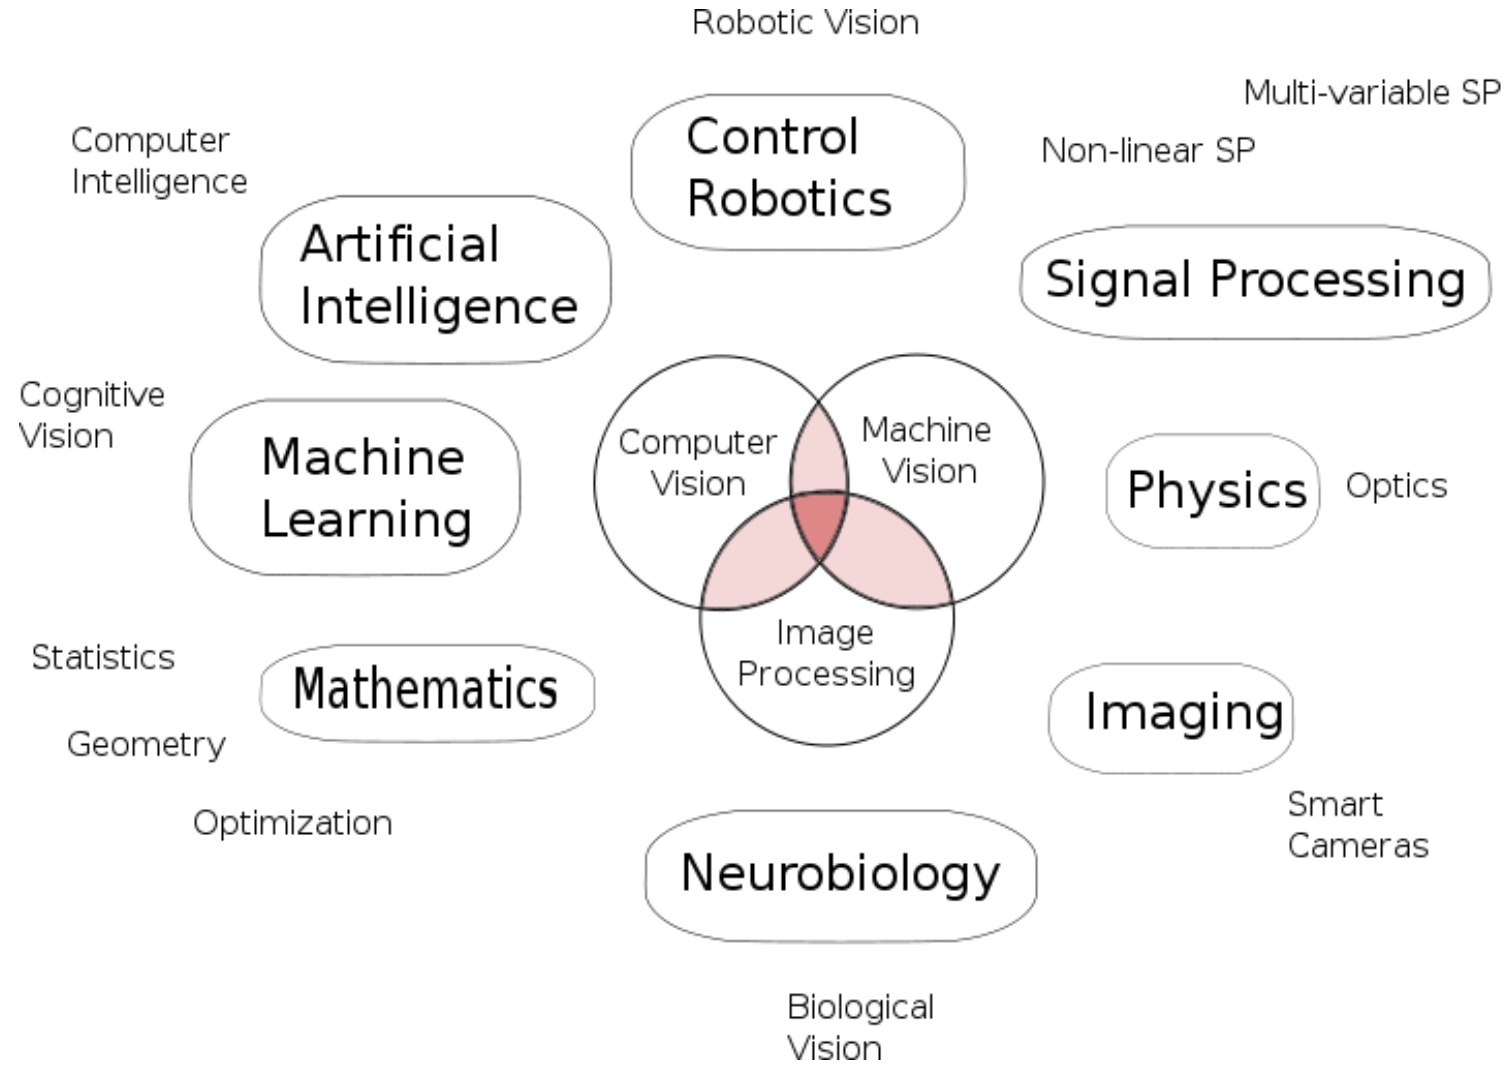 Robotic Vision
Multi-variable SP
Computer
Intelligence
Control
Robotics
Non-linear SP
Artificial
Intelligence
Signal Processing
Cognitive
Vision
Machine
Learning
Computer
Vision
Machine
Vision
Physics
Optics
Image
Processing
Statistics
Mathematics
Geometry
Imaging
Optimization
Smart
Cameras
Neurobiology
Biological
Vision